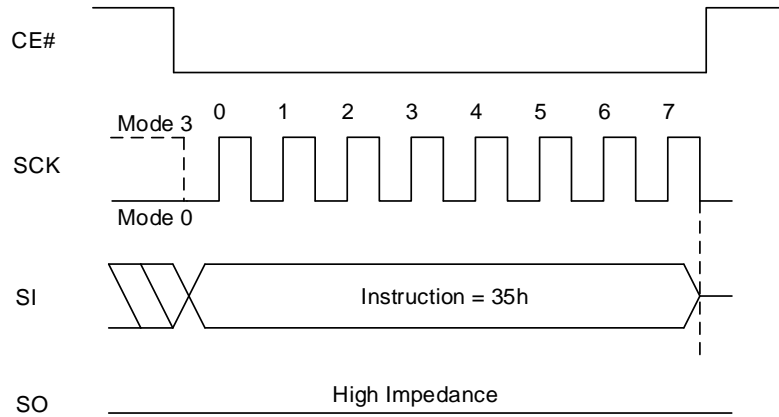 CE#
0 1 2 3 4 5 6 7
Mode 3
SCK
Mode 0
SI
Instruction = 35h
High Impedance
SO